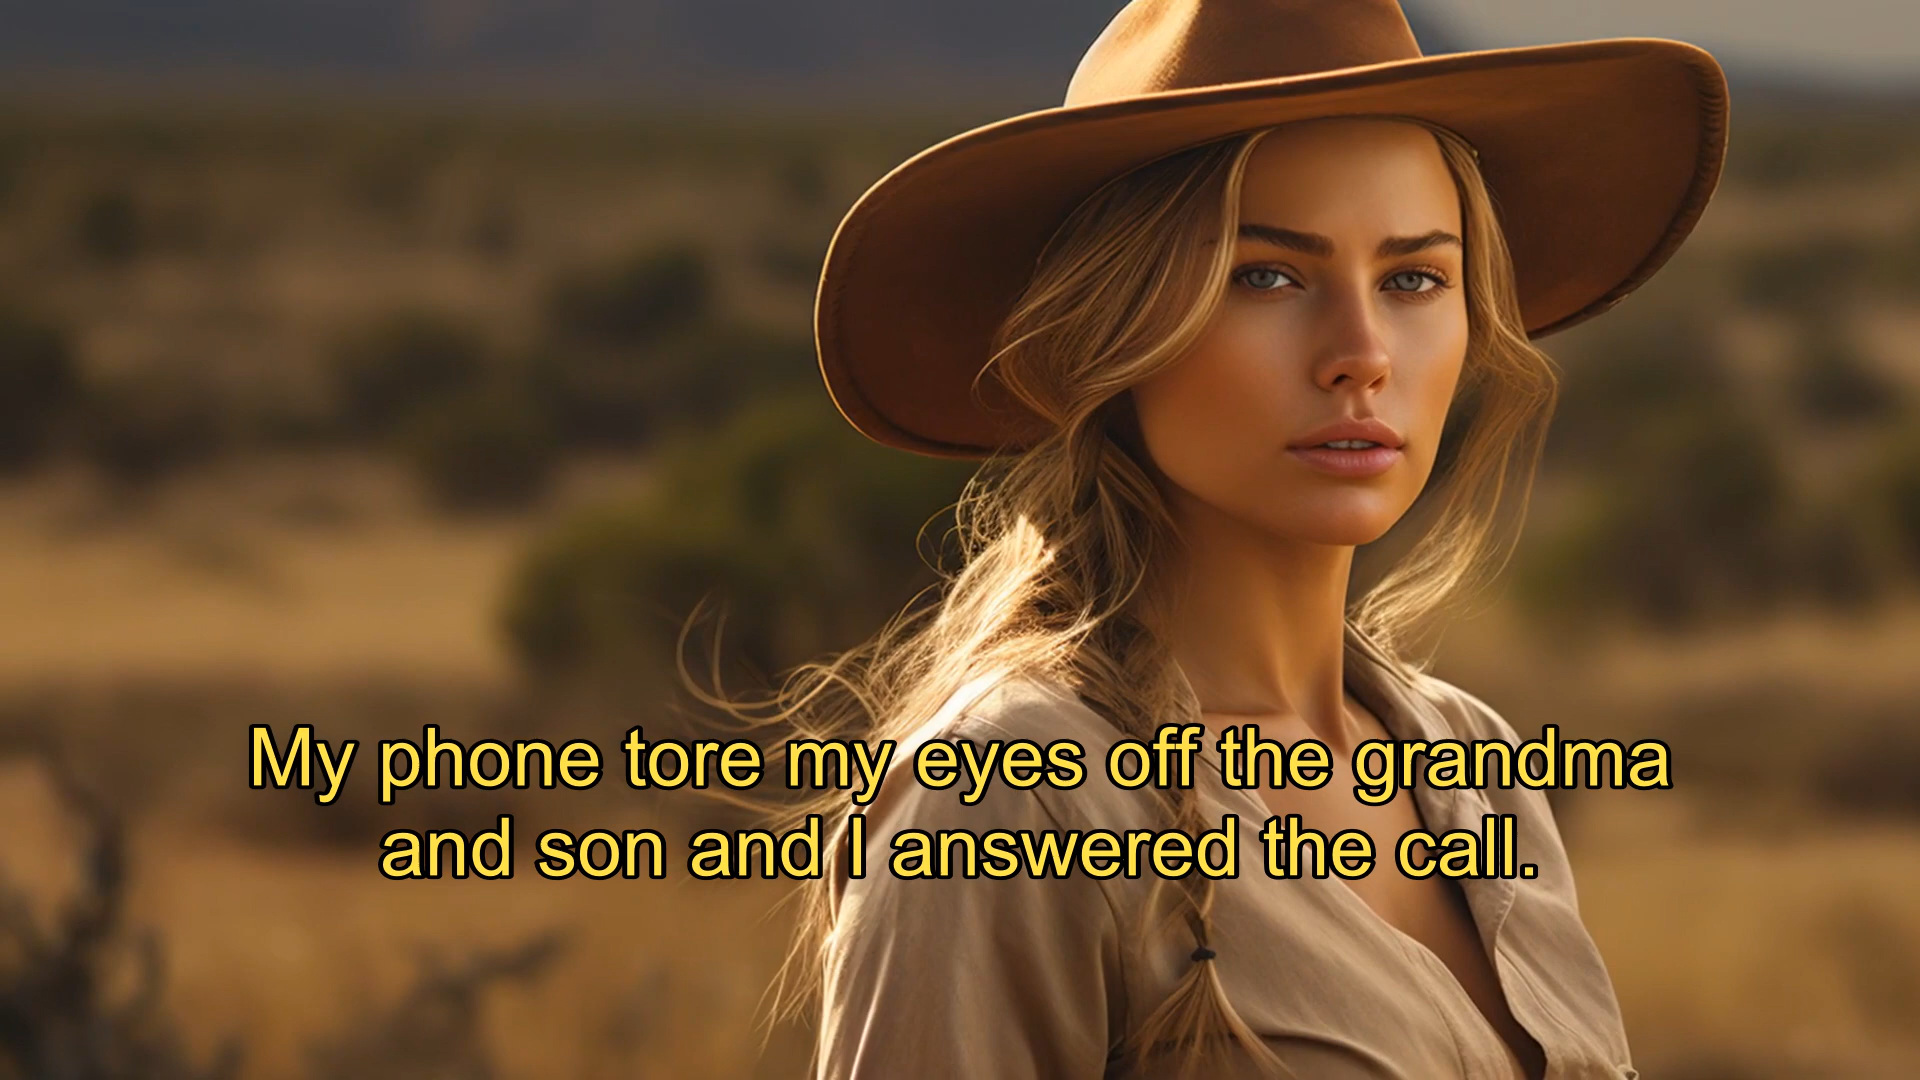 My phone tore my eyes off the grandma
and son and I answered the call.